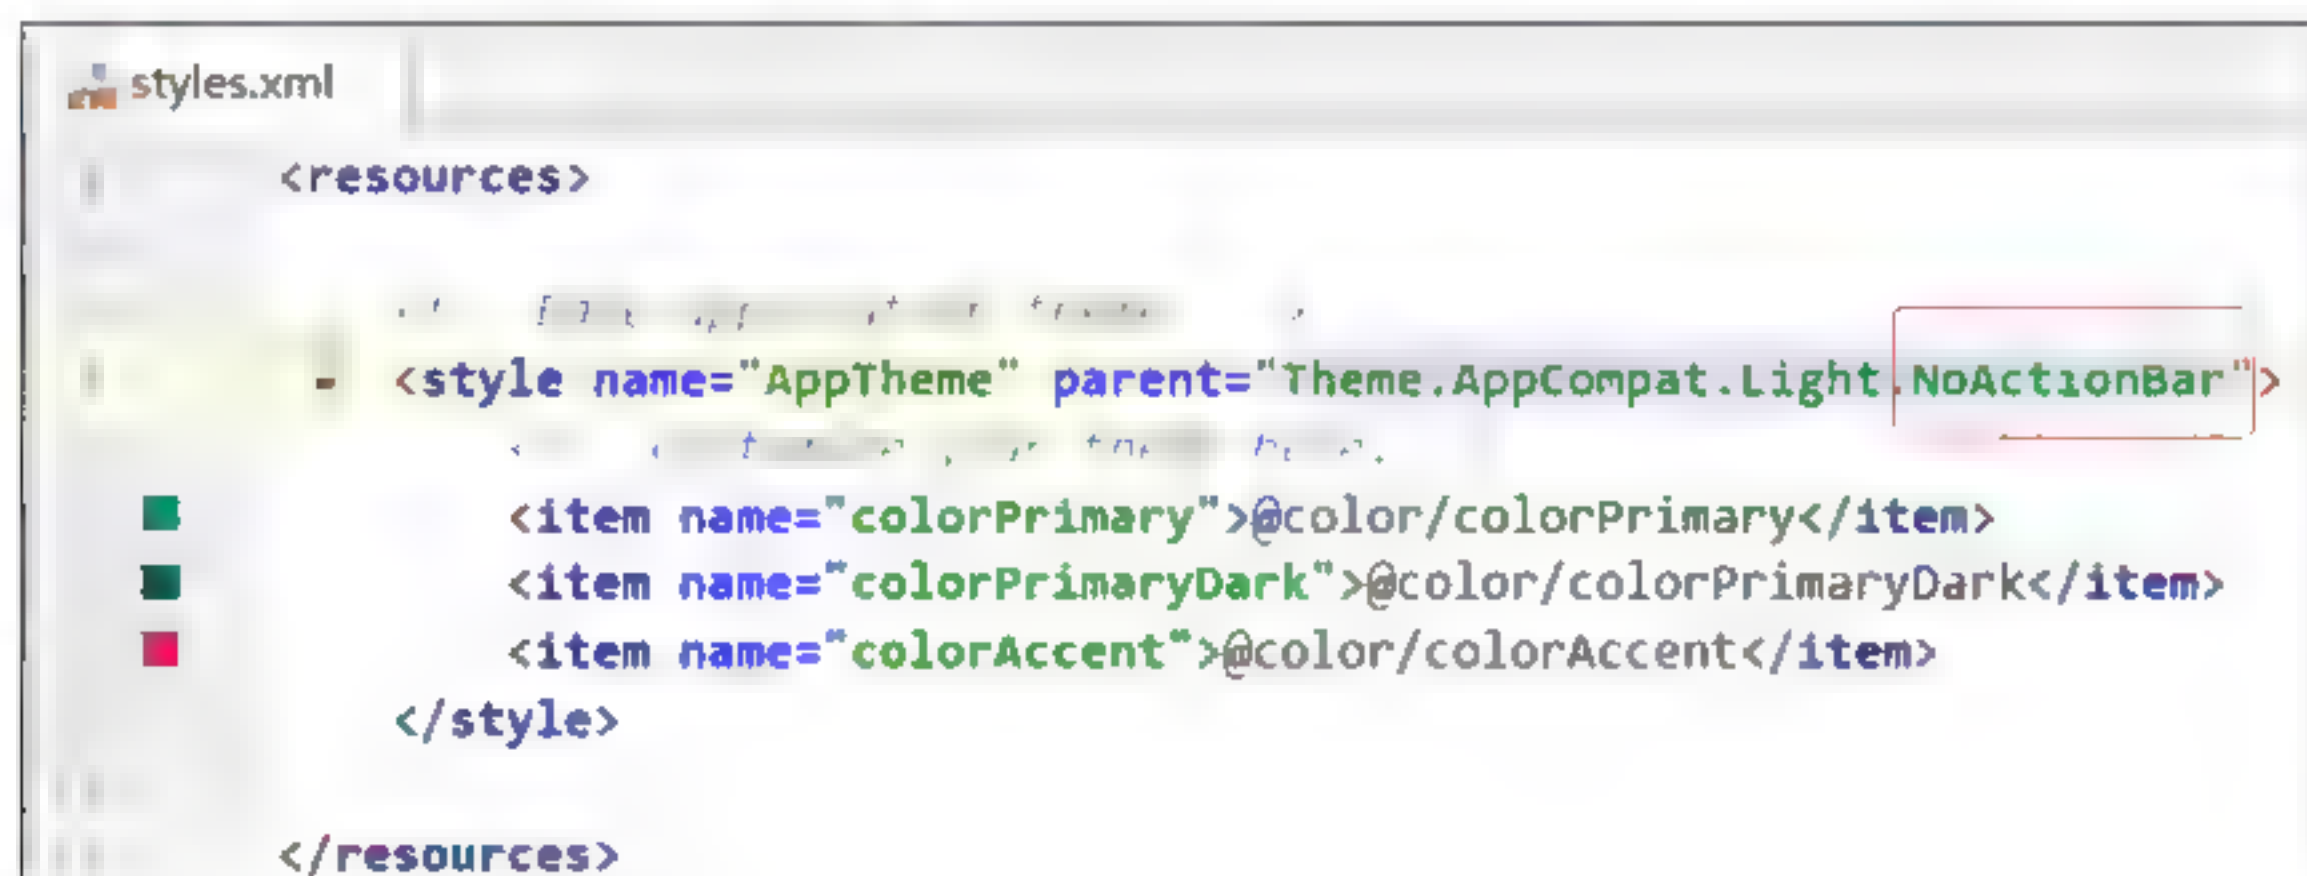 styles.xml
<resources>
<style name="AppTheme" parent="Theme.AppCompat.Light.NoActionBar">
<item name="colorPrimary">@color/colorPrimary</item>
<item name="colorPrimaryDark">@color/colorPrimaryDark</item>
<item name="colorAccent">@color/colorAccent</item>
</style>
</resources>